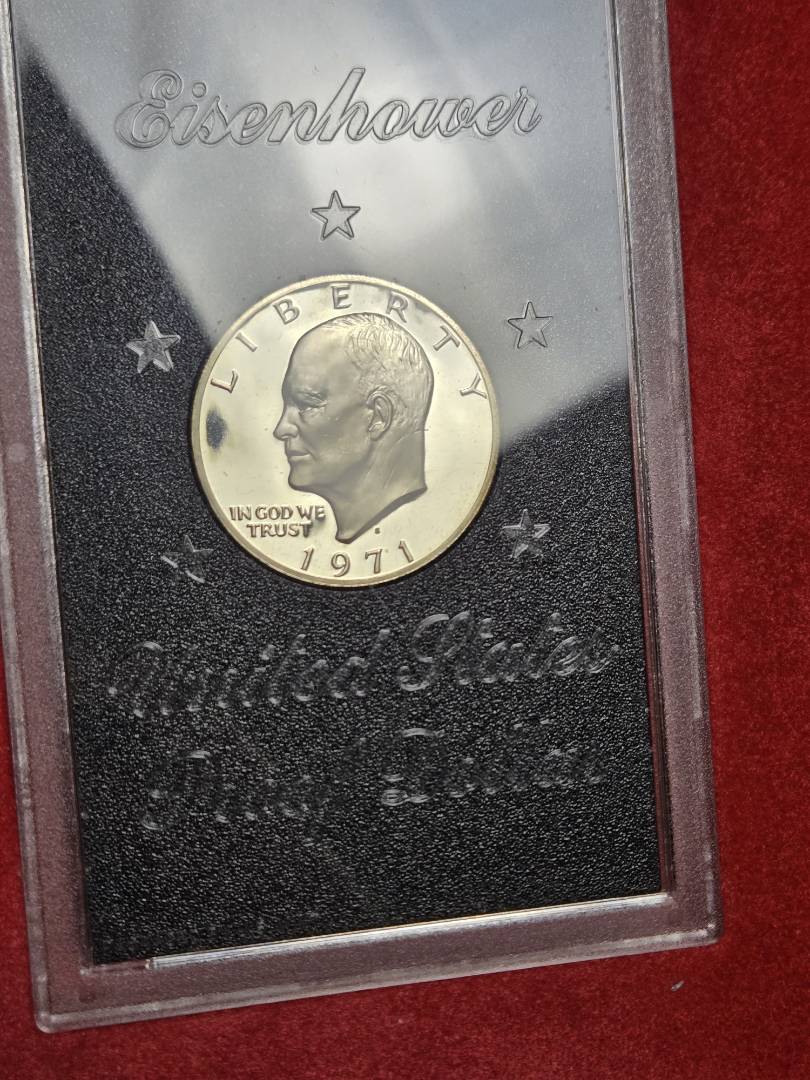 Eisenhower
LIBERTY
IN GOD WE
TRUST
S
1971
United States
Proof Dollar